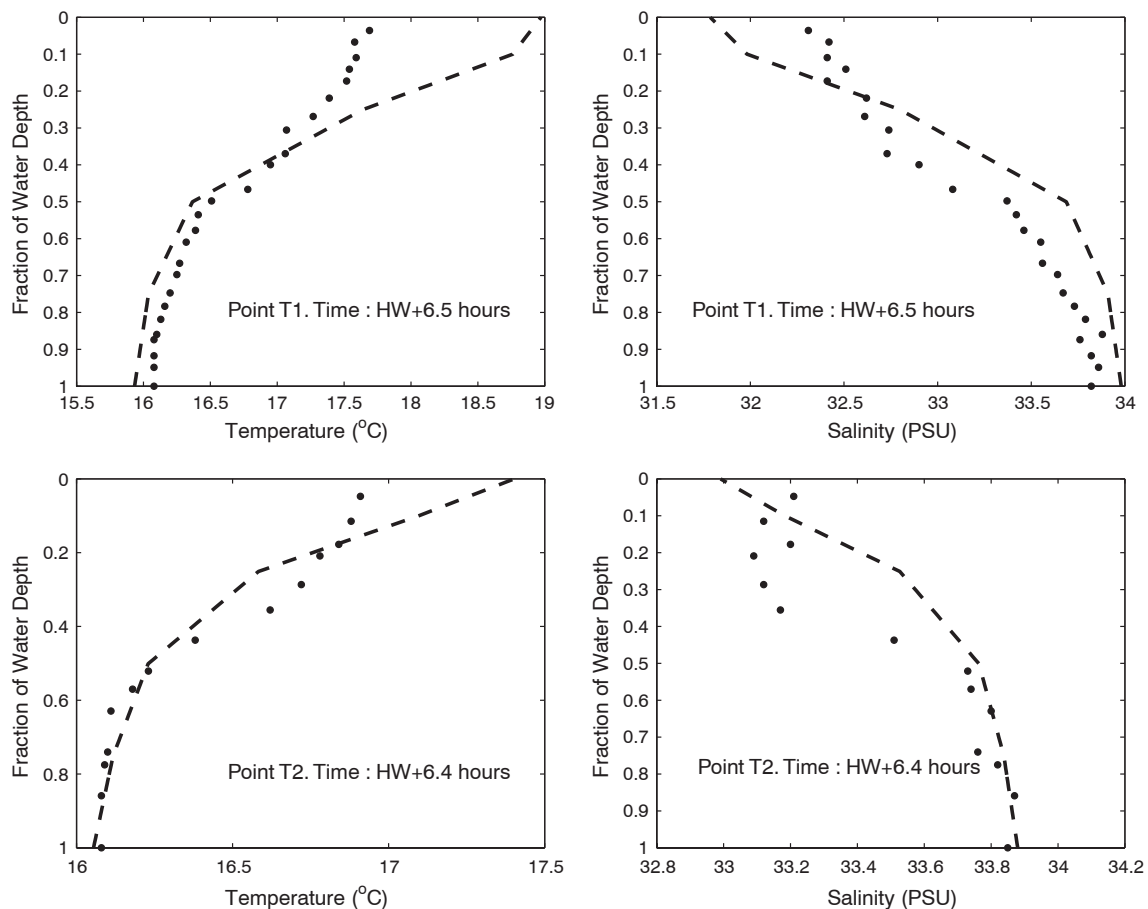 0
0.1
0.2
0.3
0.4
0.5
0.6
0.7
0.8
0.9
1
Fraction of Water Depth
Point T1. Time : HW+6.5 hours
15.5 16 16.5 17 17.5 18 18.5 19
Temperature (°C)
0
0.1
0.2
0.3
0.4
0.5
0.6
0.7
0.8
0.9
1
Fraction of Water Depth
Point T1. Time : HW+6.5 hours
31.5 32 32.5 33 33.5 34
Salinity (PSU)
0
0.2
0.4
0.6
0.8
1
Fraction of Water Depth
Point T2. Time : HW+6.4 hours
16 16.5 17 17.5
Temperature (°C)
0
0.1
0.2
0.3
0.4
0.5
0.6
0.7
0.8
0.9
1
Fraction of Water Depth
Point T2. Time : HW+6.4 hours
32.8 33 33.2 33.4 33.6 33.8 34 34.2
Salinity (PSU)